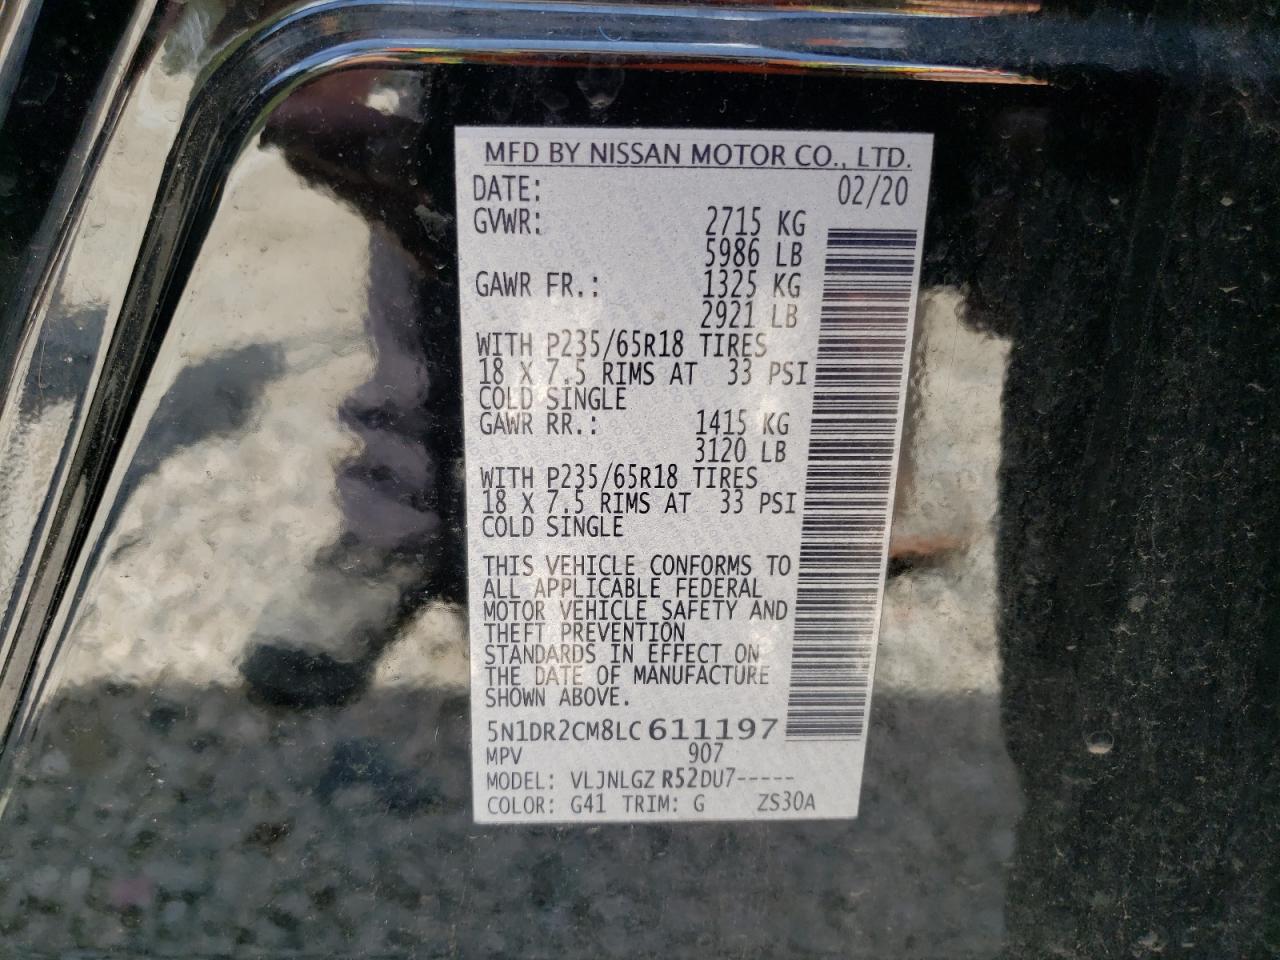 MFD BY NISSAN MOTOR CO., LTD.
DATE: 02/20
GVWR: 2715 KG
5986 LB
GAWR FR.: 1325 KG
2921 LB
WITH P235/65R18 TIRES
18 X 7.5 RIMS AT 33 PSI
COLD SINGLE
GAWR RR.: 1415 KG
3120 LB
WITH P235/65R18 TIRES
18 X 7.5 RIMS AT 33 PSI
COLD SINGLE
THIS VEHICLE CONFORMS TO
ALL APPLICABLE FEDERAL
MOTOR VEHICLE SAFETY AND
THEFT PREVENTION
STANDARDS IN EFFECT ON
THE DATE OF MANUFACTURE
SHOWN ABOVE.
5N1DR2CM8LC611197
MPV 907
MODEL: VLJNLGZ R52DU7-----
COLOR: G41 TRIM: G ZS30A